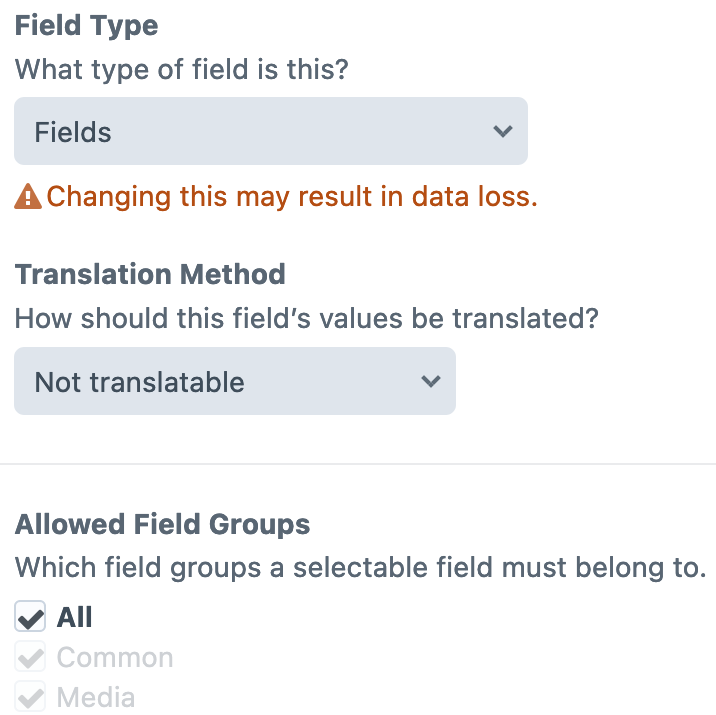 Field Type
What type of field is this?
Fields
Changing this may result in data loss.
Translation Method
How should this field’s values be translated?
Not translatable
Allowed Field Groups
Which field groups a selectable field must belong to.
All
Common
Media